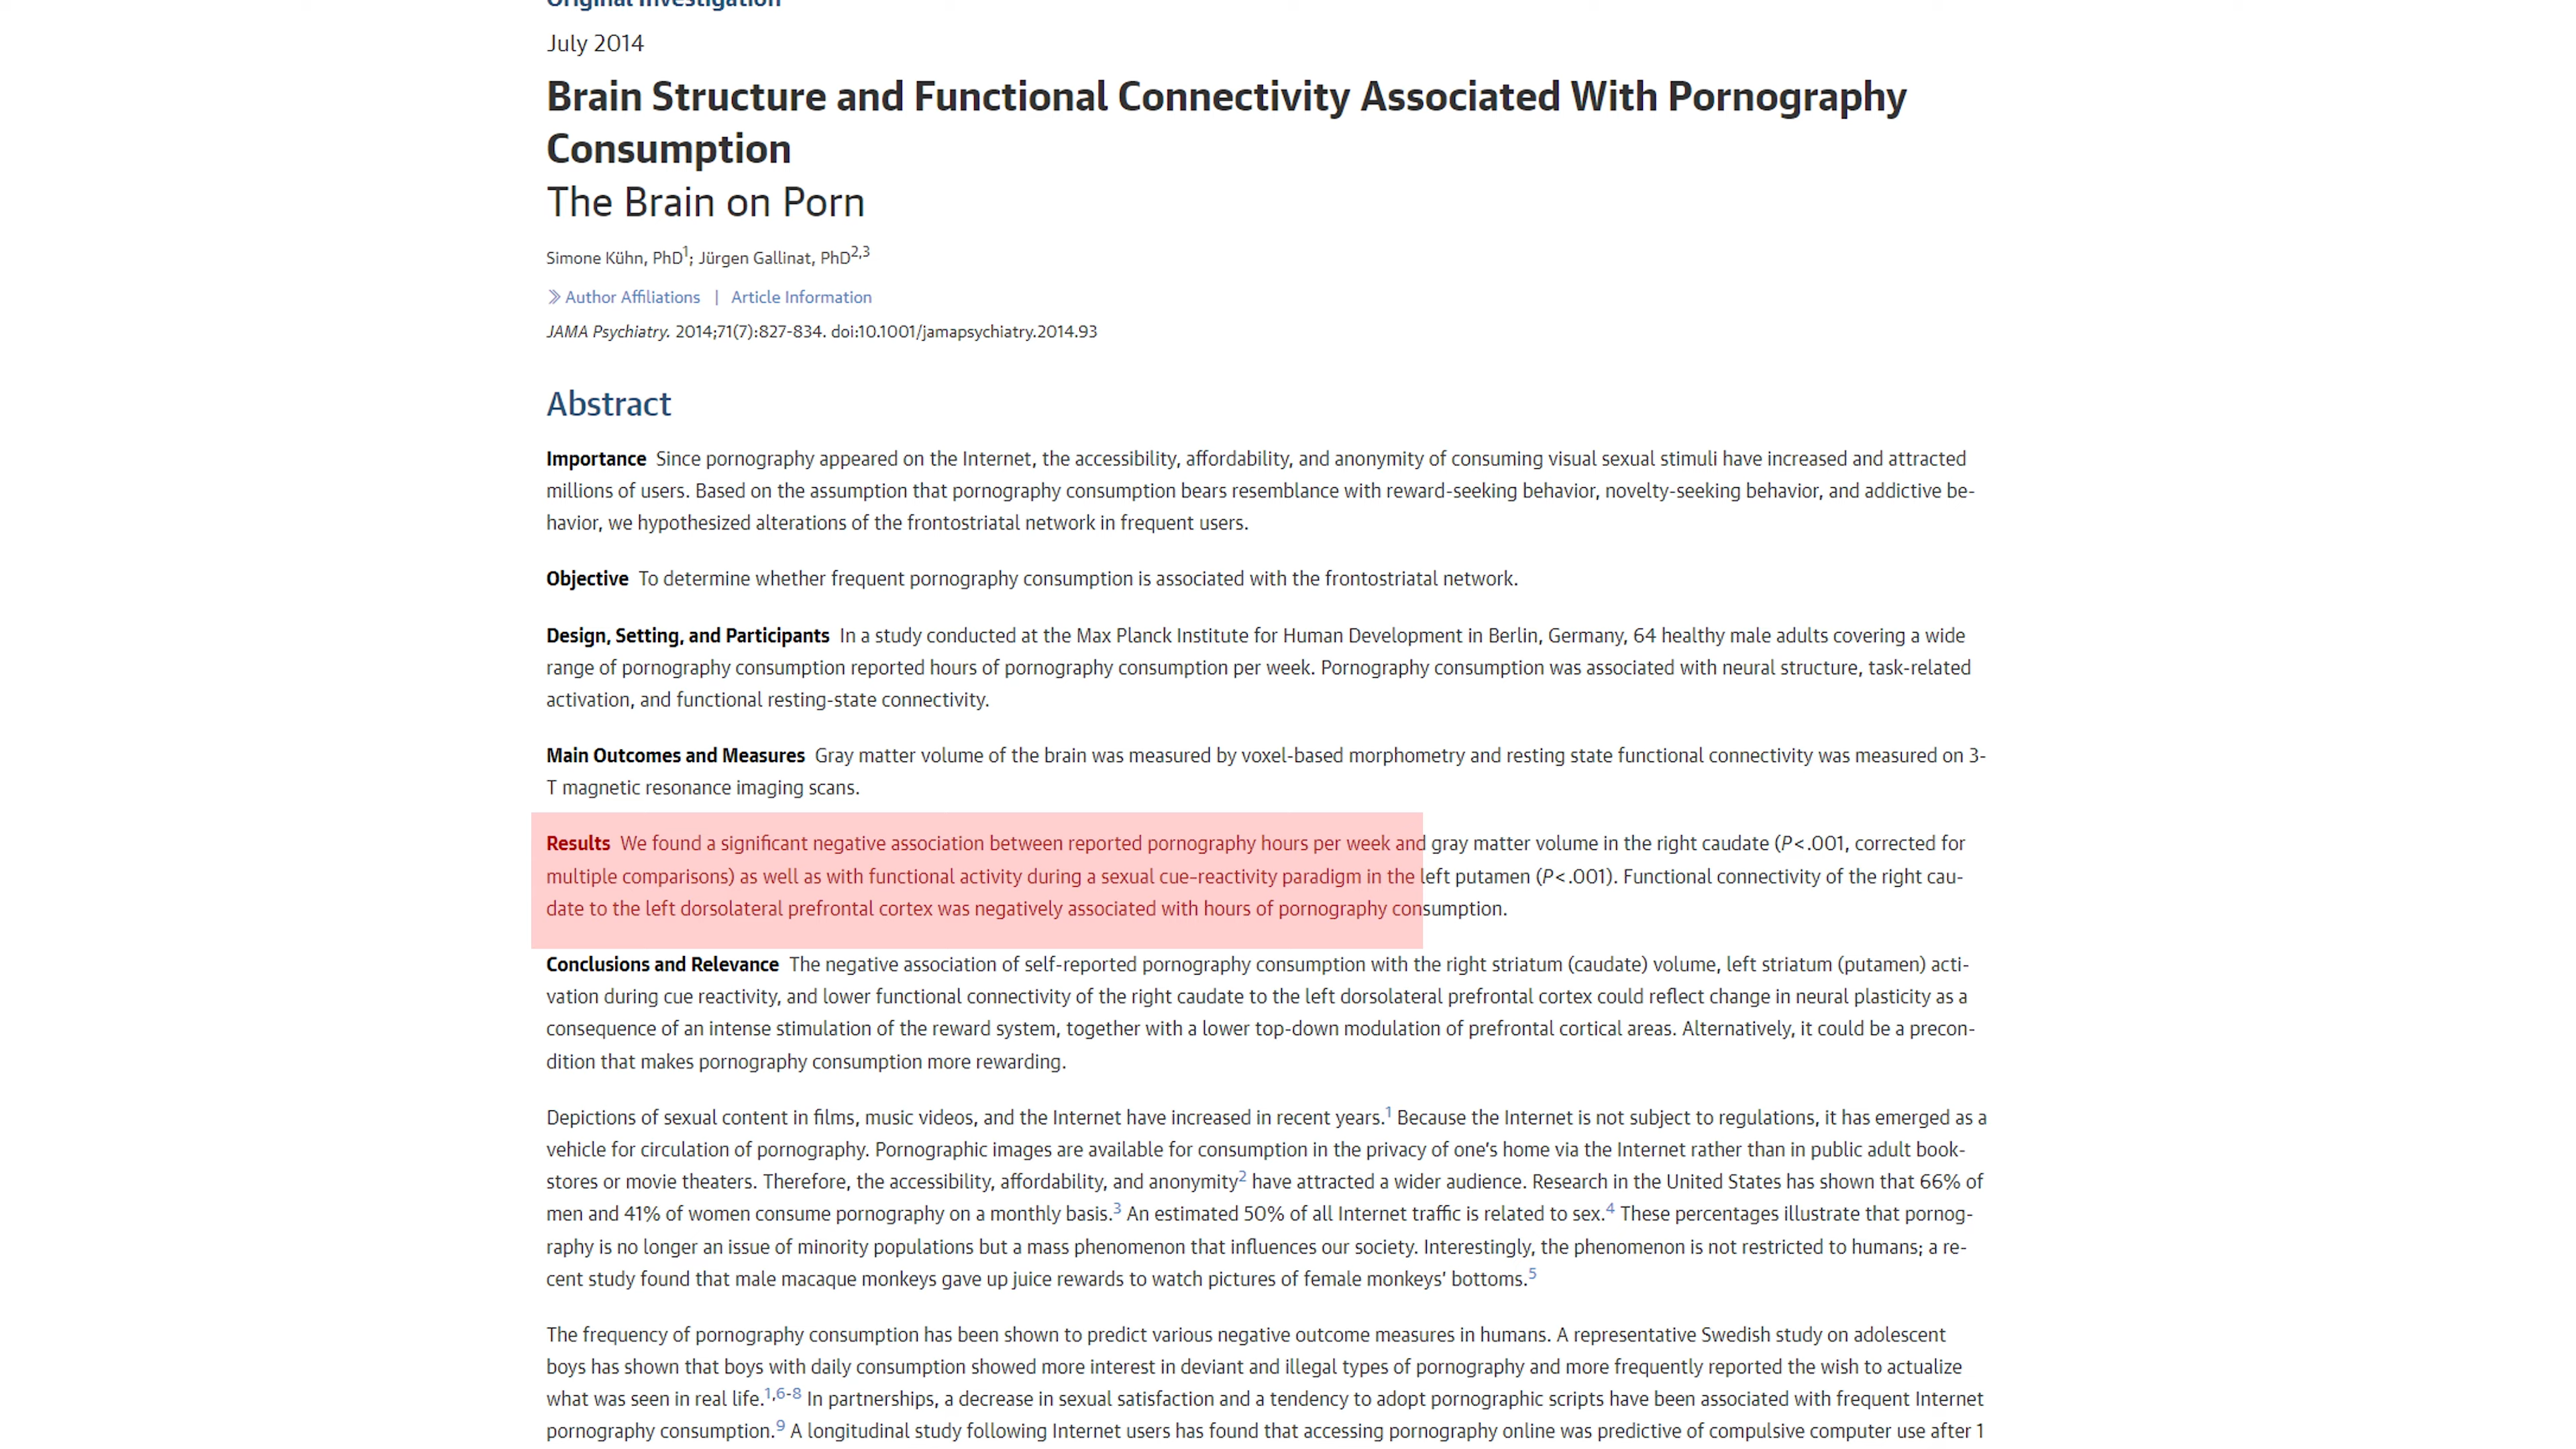 Original Investigation
July 2014
Brain Structure and Functional Connectivity Associated With Pornography
Consumption
The Brain on Porn
Simone Kühn, PhD1; Jürgen Gallinat, PhD2,3
Author Affiliations | Article Information
JAMA Psychiatry. 2014;71(7):827-834. doi:10.1001/jamapsychiatry.2014.93
Abstract
Importance Since pornography appeared on the Internet, the accessibility, affordability, and anonymity of consuming visual sexual stimuli have increased and attracted
millions of users. Based on the assumption that pornography consumption bears resemblance with reward-seeking behavior, novelty-seeking behavior, and addictive be-
havior, we hypothesized alterations of the frontostriatal network in frequent users.
Objective To determine whether frequent pornography consumption is associated with the frontostriatal network.
Design, Setting, and Participants In a study conducted at the Max Planck Institute for Human Development in Berlin, Germany, 64 healthy male adults covering a wide
range of pornography consumption reported hours of pornography consumption per week. Pornography consumption was associated with neural structure, task-related
activation, and functional resting-state connectivity.
Main Outcomes and Measures Gray matter volume of the brain was measured by voxel-based morphometry and resting state functional connectivity was measured on 3-
T magnetic resonance imaging scans.
Results We found a significant negative association between reported pornography hours per week and gray matter volume in the right caudate (P < .001, corrected for
multiple comparisons) as well as with functional activity during a sexual cue–reactivity paradigm in the left putamen (P < .001). Functional connectivity of the right cau-
date to the left dorsolateral prefrontal cortex was negatively associated with hours of pornography consumption.
Conclusions and Relevance The negative association of self-reported pornography consumption with the right striatum (caudate) volume, left striatum (putamen) acti-
vation during cue reactivity, and lower functional connectivity of the right caudate to the left dorsolateral prefrontal cortex could reflect change in neural plasticity as a
consequence of an intense stimulation of the reward system, together with a lower top-down modulation of prefrontal cortical areas. Alternatively, it could be a precon-
dition that makes pornography consumption more rewarding.
Depictions of sexual content in films, music videos, and the Internet have increased in recent years.1 Because the Internet is not subject to regulations, it has emerged as a
vehicle for circulation of pornography. Pornographic images are available for consumption in the privacy of one's home via the Internet rather than in public adult book-
stores or movie theaters. Therefore, the accessibility, affordability, and anonymity2 have attracted a wider audience. Research in the United States has shown that 66% of
men and 41% of women consume pornography on a monthly basis.3 An estimated 50% of all Internet traffic is related to sex.4 These percentages illustrate that pornog-
raphy is no longer an issue of minority populations but a mass phenomenon that influences our society. Interestingly, the phenomenon is not restricted to humans; a re-
cent study found that male macaque monkeys gave up juice rewards to watch pictures of female monkeys' bottoms.5
The frequency of pornography consumption has been shown to predict various negative outcome measures in humans. A representative Swedish study on adolescent
boys has shown that boys with daily consumption showed more interest in deviant and illegal types of pornography and more frequently reported the wish to actualize
what was seen in real life.1,6-8 In partnerships, a decrease in sexual satisfaction and a tendency to adopt pornographic scripts have been associated with frequent Internet
pornography consumption.9 A longitudinal study following Internet users has found that accessing pornography online was predictive of compulsive computer use after 1